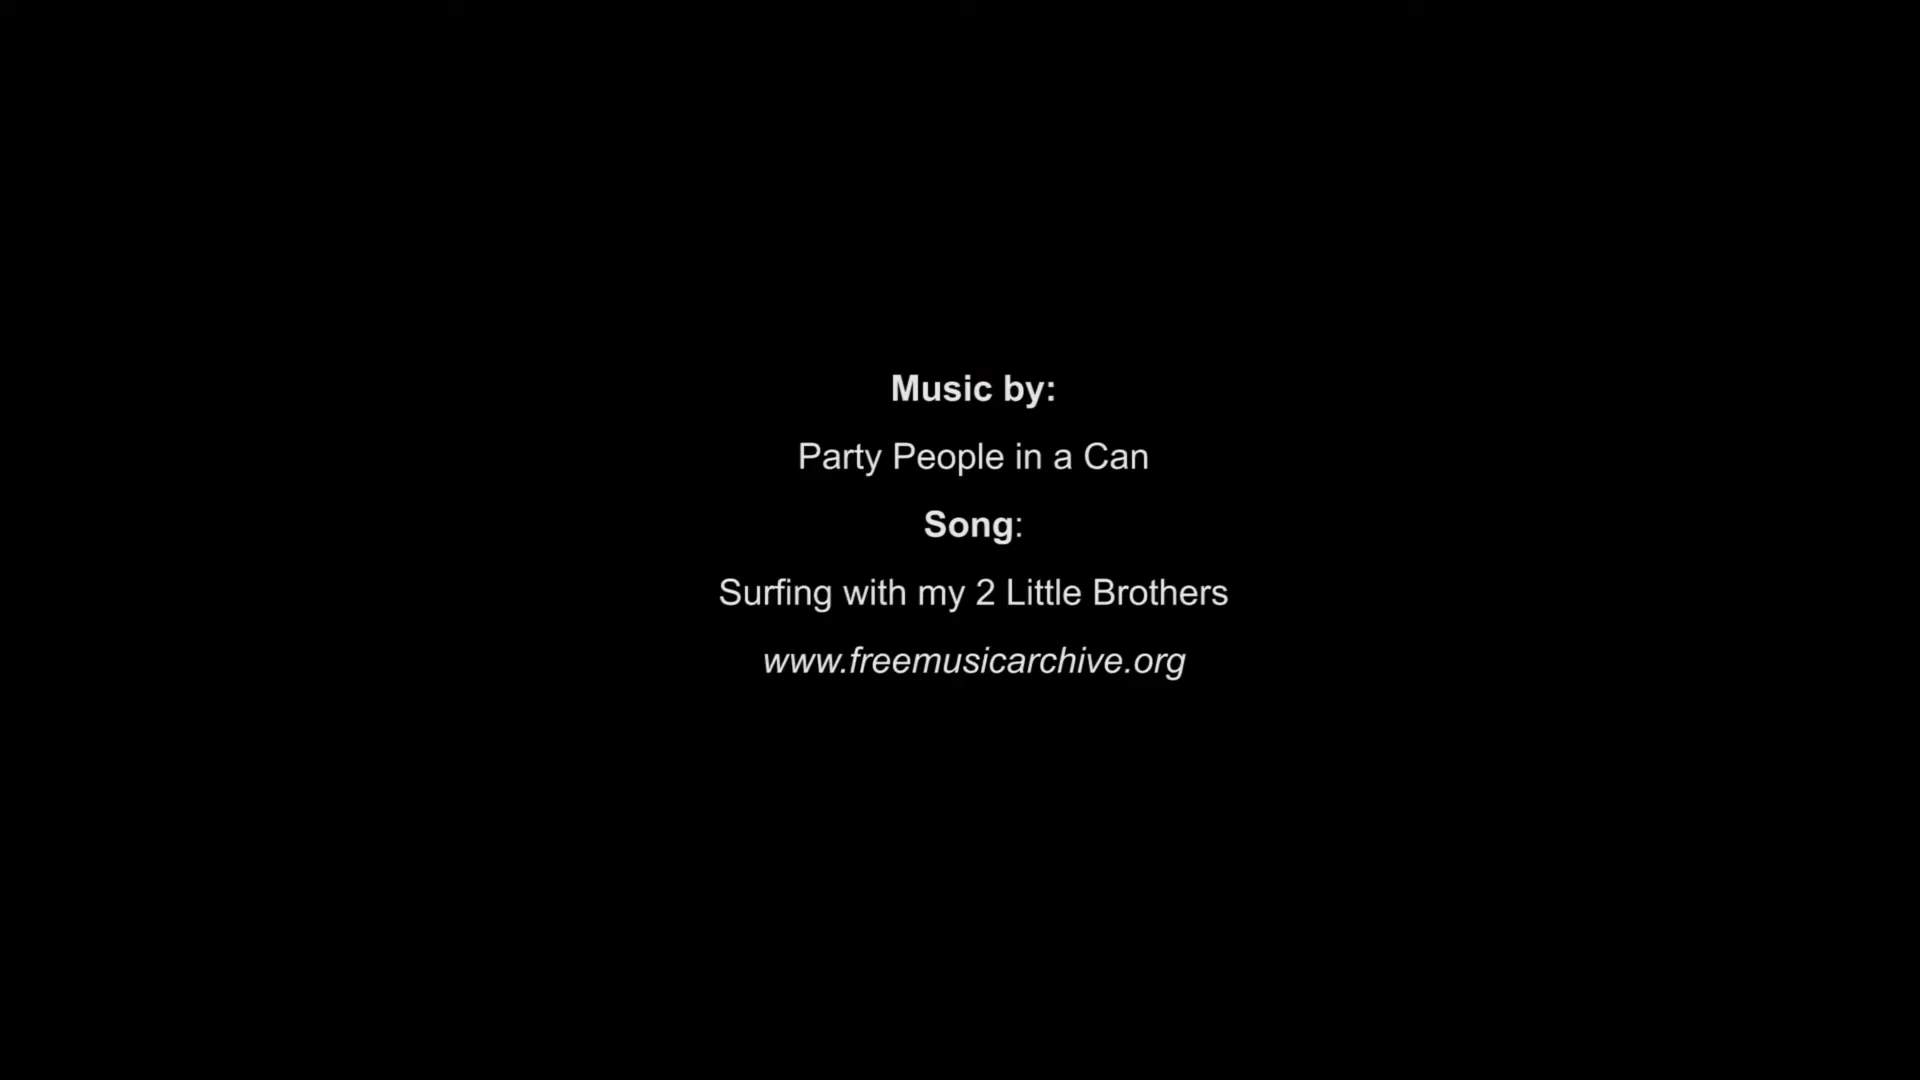 Music by:
Party People in a Can
Song:
Surfing with my 2 Little Brothers
www.freemusicarchive.org